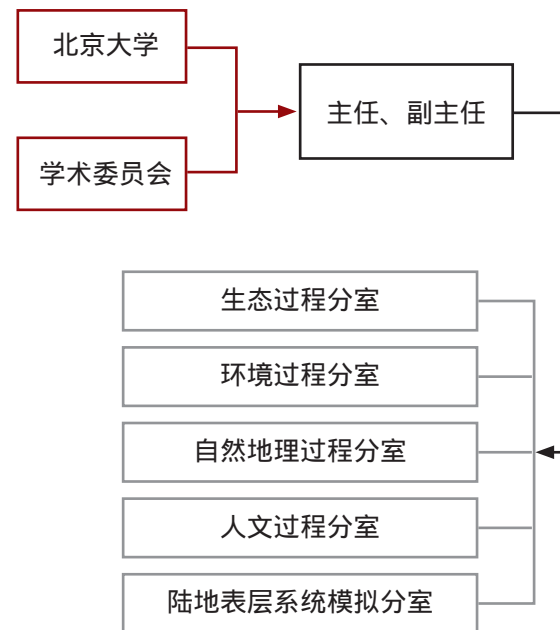 北京大学
学术委员会
主任、副主任
生态过程分室
环境过程分室
自然地理过程分室
人文过程分室
陆地表层系统模拟分室